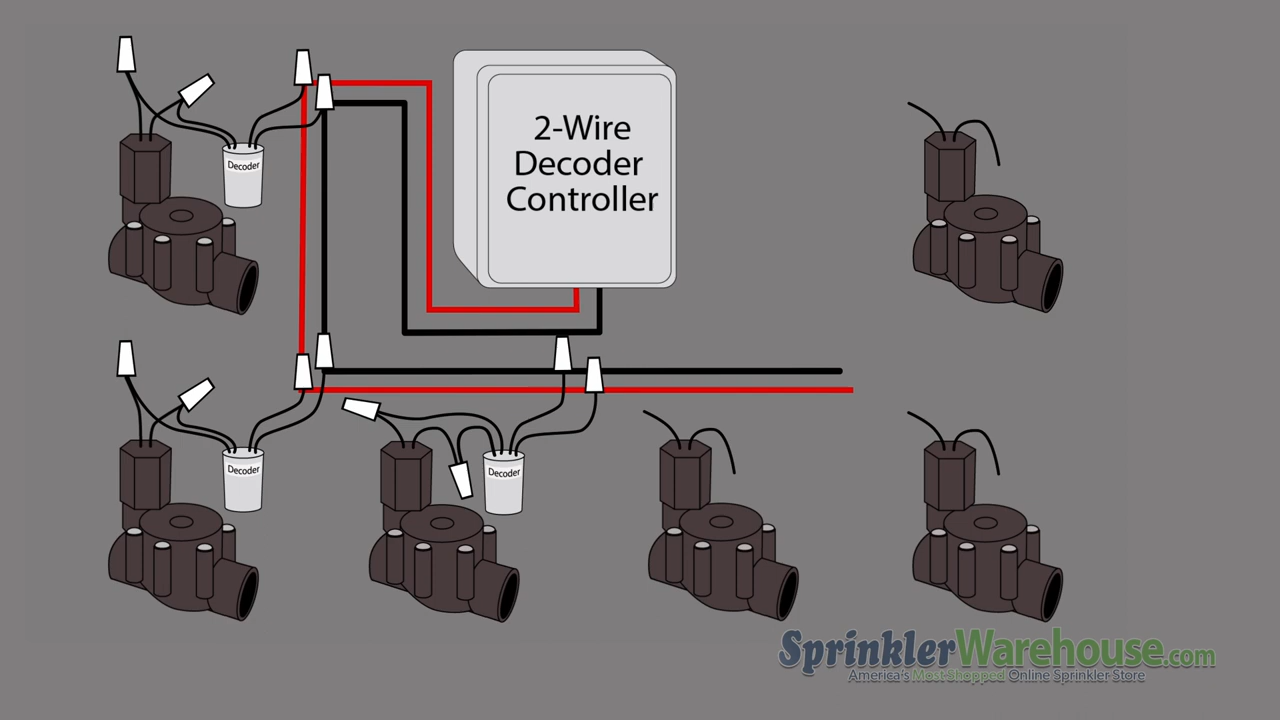 2-Wire
Decoder
Controller
Decoder
Decoder
Decoder
SprinklerWarehouse.com
America's Most Shopped Online Sprinkler Store